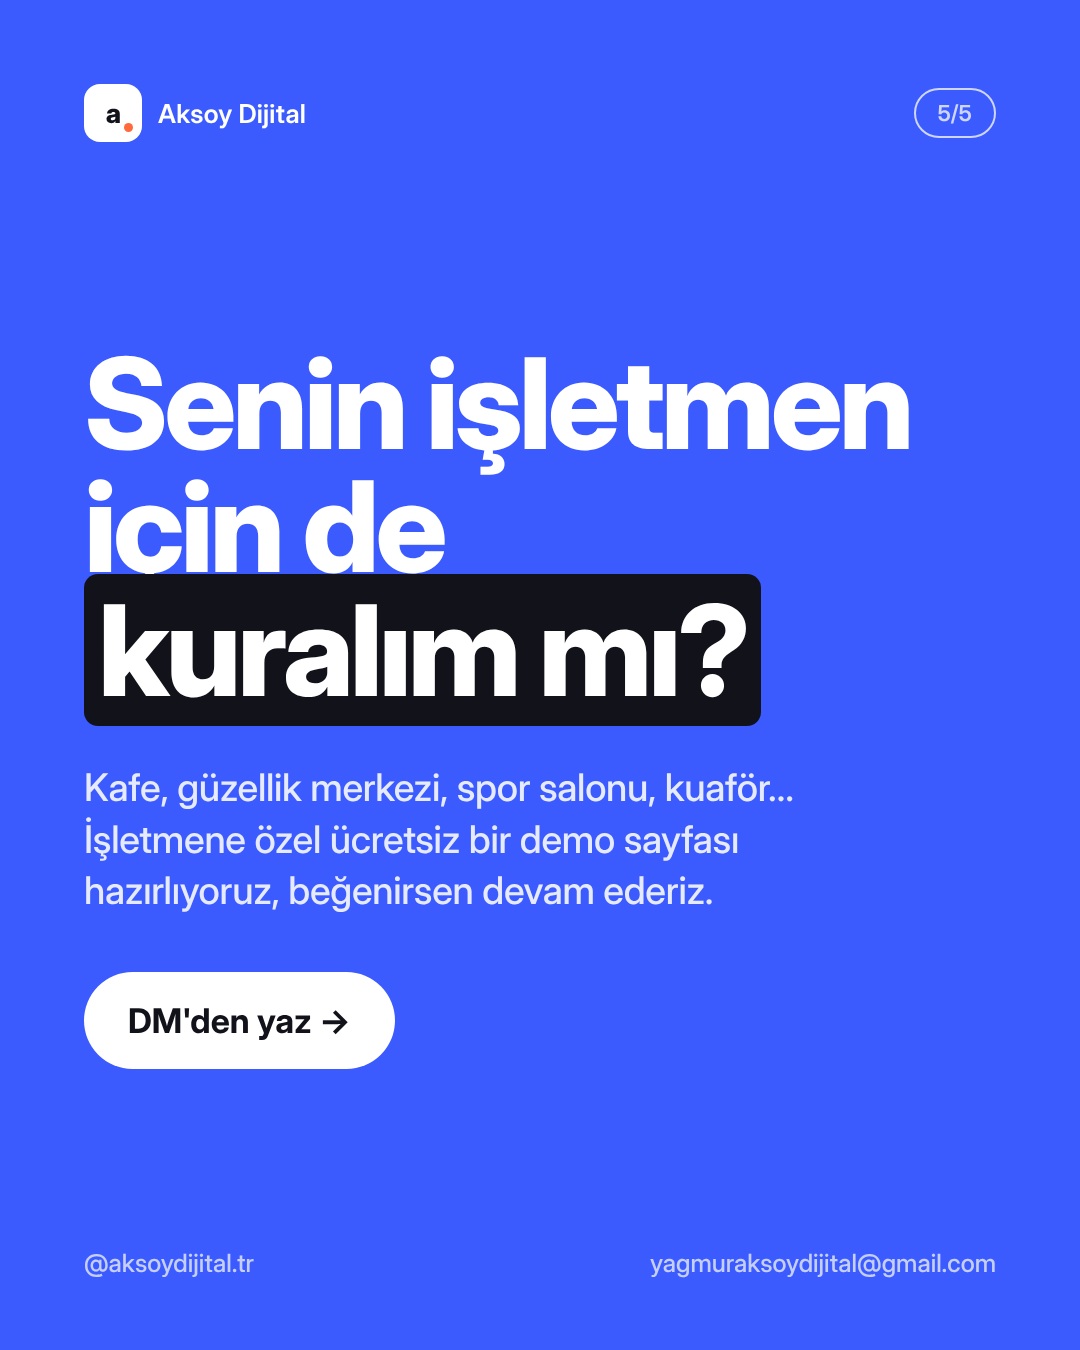 a.
Aksoy Dijital
5/5
Senin işletmen
icin de
kuralım mı?
Kafe, güzellik merkezi, spor salonu, kuaför...
İşletmene özel ücretsiz bir demo sayfası
hazırlıyoruz, beğenirsen devam ederiz.
DM'den yaz →
@aksoydijital.tr
yagmuraksoydijital@gmail.com